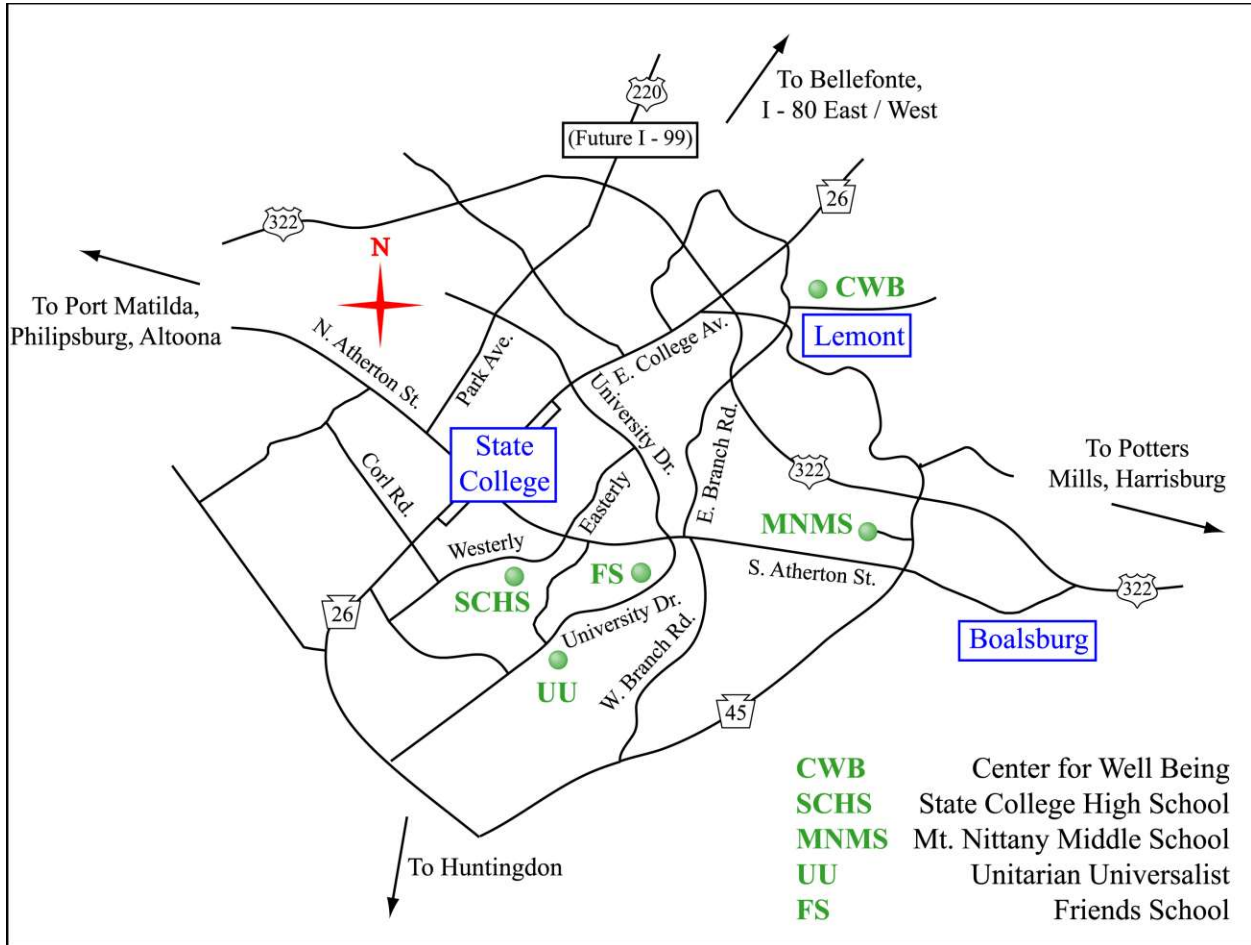 220
(Future I - 99)
To Bellefonte,
I - 80 East / West
26
322
N
To Port Matilda,
Philipsburg, Altoona
CWB
Lemont
N. Atherton St.
Park Ave.
E. College Av.
University Dr.
E. Branch Rd.
State
College
Corl Rd.
322
To Potters
Mills, Harrisburg
Easterly
Westerly
MNMS
FS
SCHS
S. Atherton St.
322
26
University Dr.
Boalsburg
UU
W. Branch Rd.
45
To Huntingdon
CWB Center for Well Being
SCHS State College High School
MNMS Mt. Nittany Middle School
UU Unitarian Universalist
FS Friends School